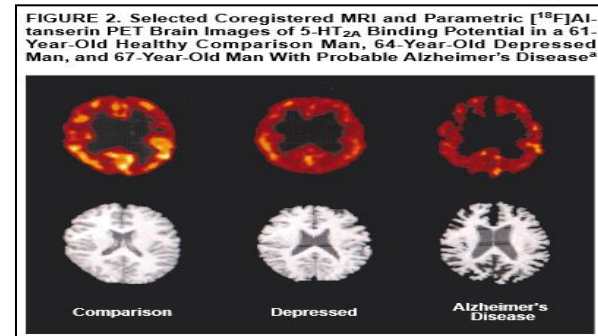 FIGURE 2. Selected Coregistered MRI and Parametric [¹⁸F]Al-
tanserin PET Brain Images of 5-HT₂ₐ Binding Potential in a 61-
Year-Old Healthy Comparison Man, 64-Year-Old Depressed
Man, and 67-Year-Old Man With Probable Alzheimer's Diseaseᵃ
Comparison
Depressed
Alzheimer's
Disease